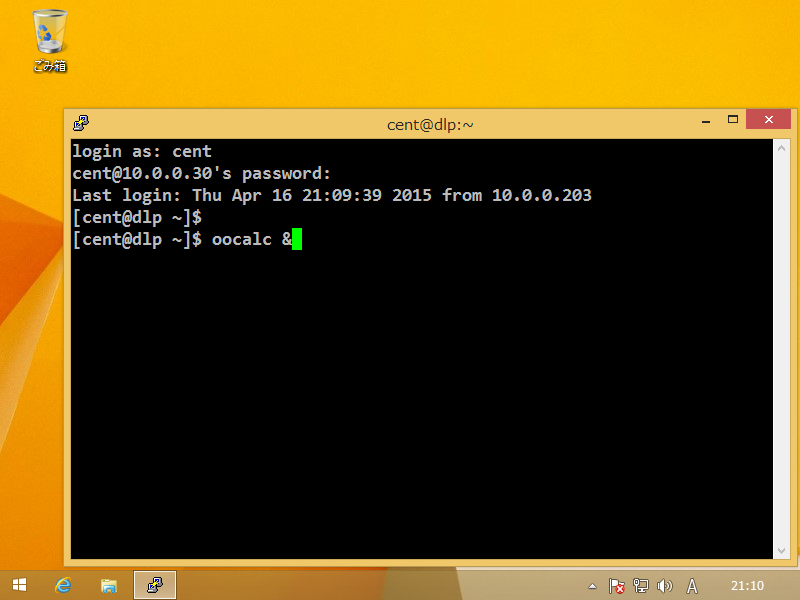 ごみ箱
cent@dlp:~
login as: cent
cent@10.0.0.30's password:
Last login: Thu Apr 16 21:09:39 2015 from 10.0.0.203
[cent@dlp ~]$
[cent@dlp ~]$ oocalc &
A
21:10